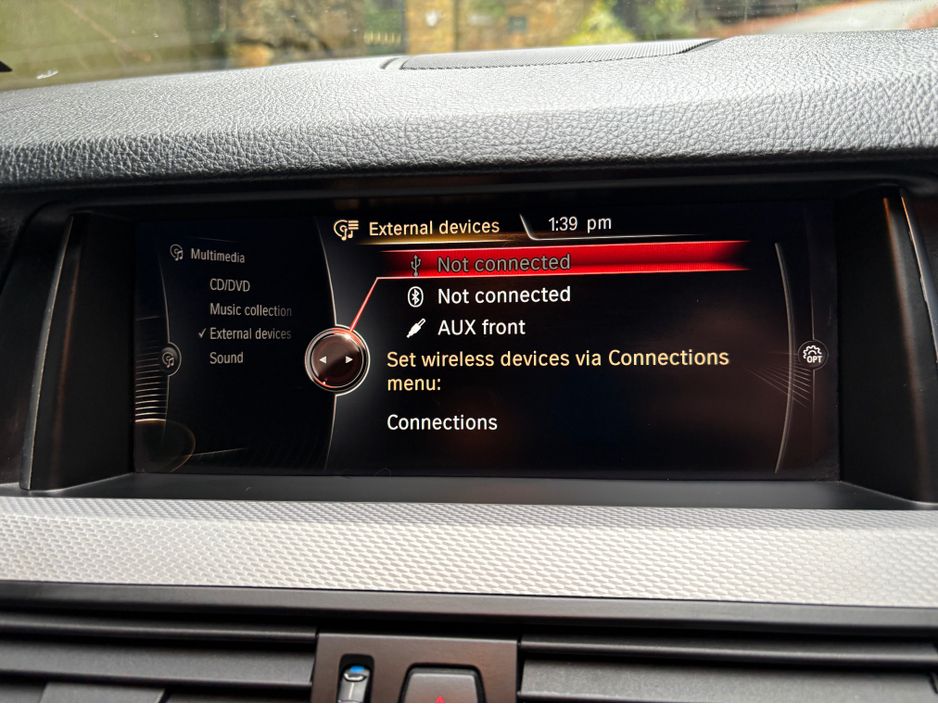 External devices
1:39 pm
Multimedia
CD/DVD
Music collection
External devices
Sound
Not connected
Not connected
AUX front
Set wireless devices via Connections
menu:
Connections
OPT